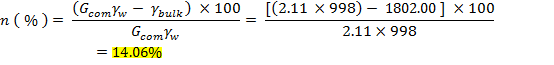 n ( % ) = (G_com γ_w − γ_bulk ) × 100 / G_com γ_w = [(2.11 × 998) − 1802.00 ] × 100 / 2.11 × 998
= 14.06%